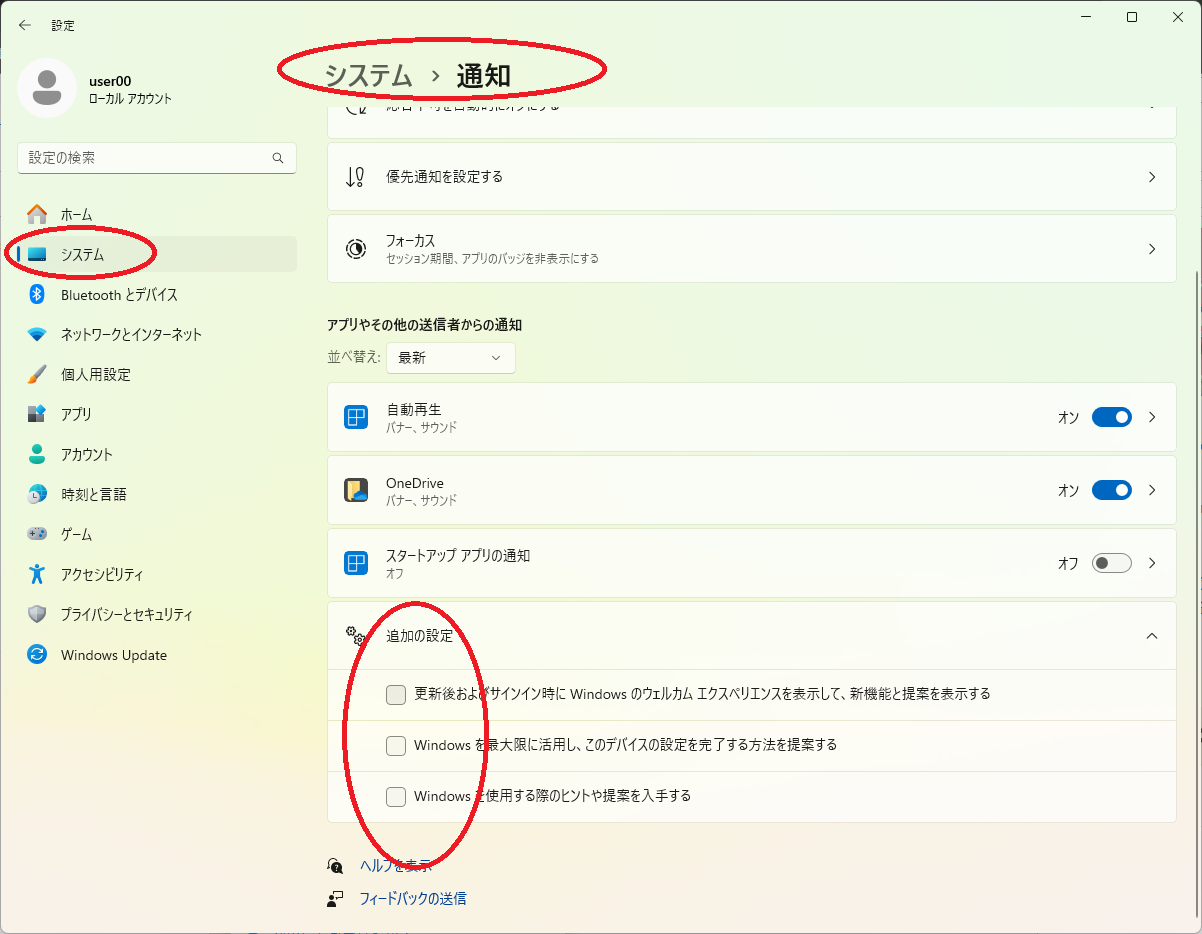 設定
user00
ローカル アカウント
設定の検索
ホーム
システム
Bluetooth とデバイス
ネットワークとインターネット
個人用設定
アプリ
アカウント
時刻と言語
ゲーム
アクセシビリティ
プライバシーとセキュリティ
Windows Update
システム › 通知
優先通知を設定する
フォーカス
セッション期間、アプリのバッジを非表示にする
アプリやその他の送信者からの通知
並べ替え: 最新
自動再生
バナー、サウンド
オン
OneDrive
バナー、サウンド
オン
スタートアップ アプリの通知
オフ
オフ
追加の設定
更新後およびサインイン時に Windows のウェルカム エクスペリエンスを表示して、新機能と提案を表示する
Windows を最大限に活用し、このデバイスの設定を完了する方法を提案する
Windows を使用する際のヒントや提案を入手する
ヘルプを表示
フィードバックの送信